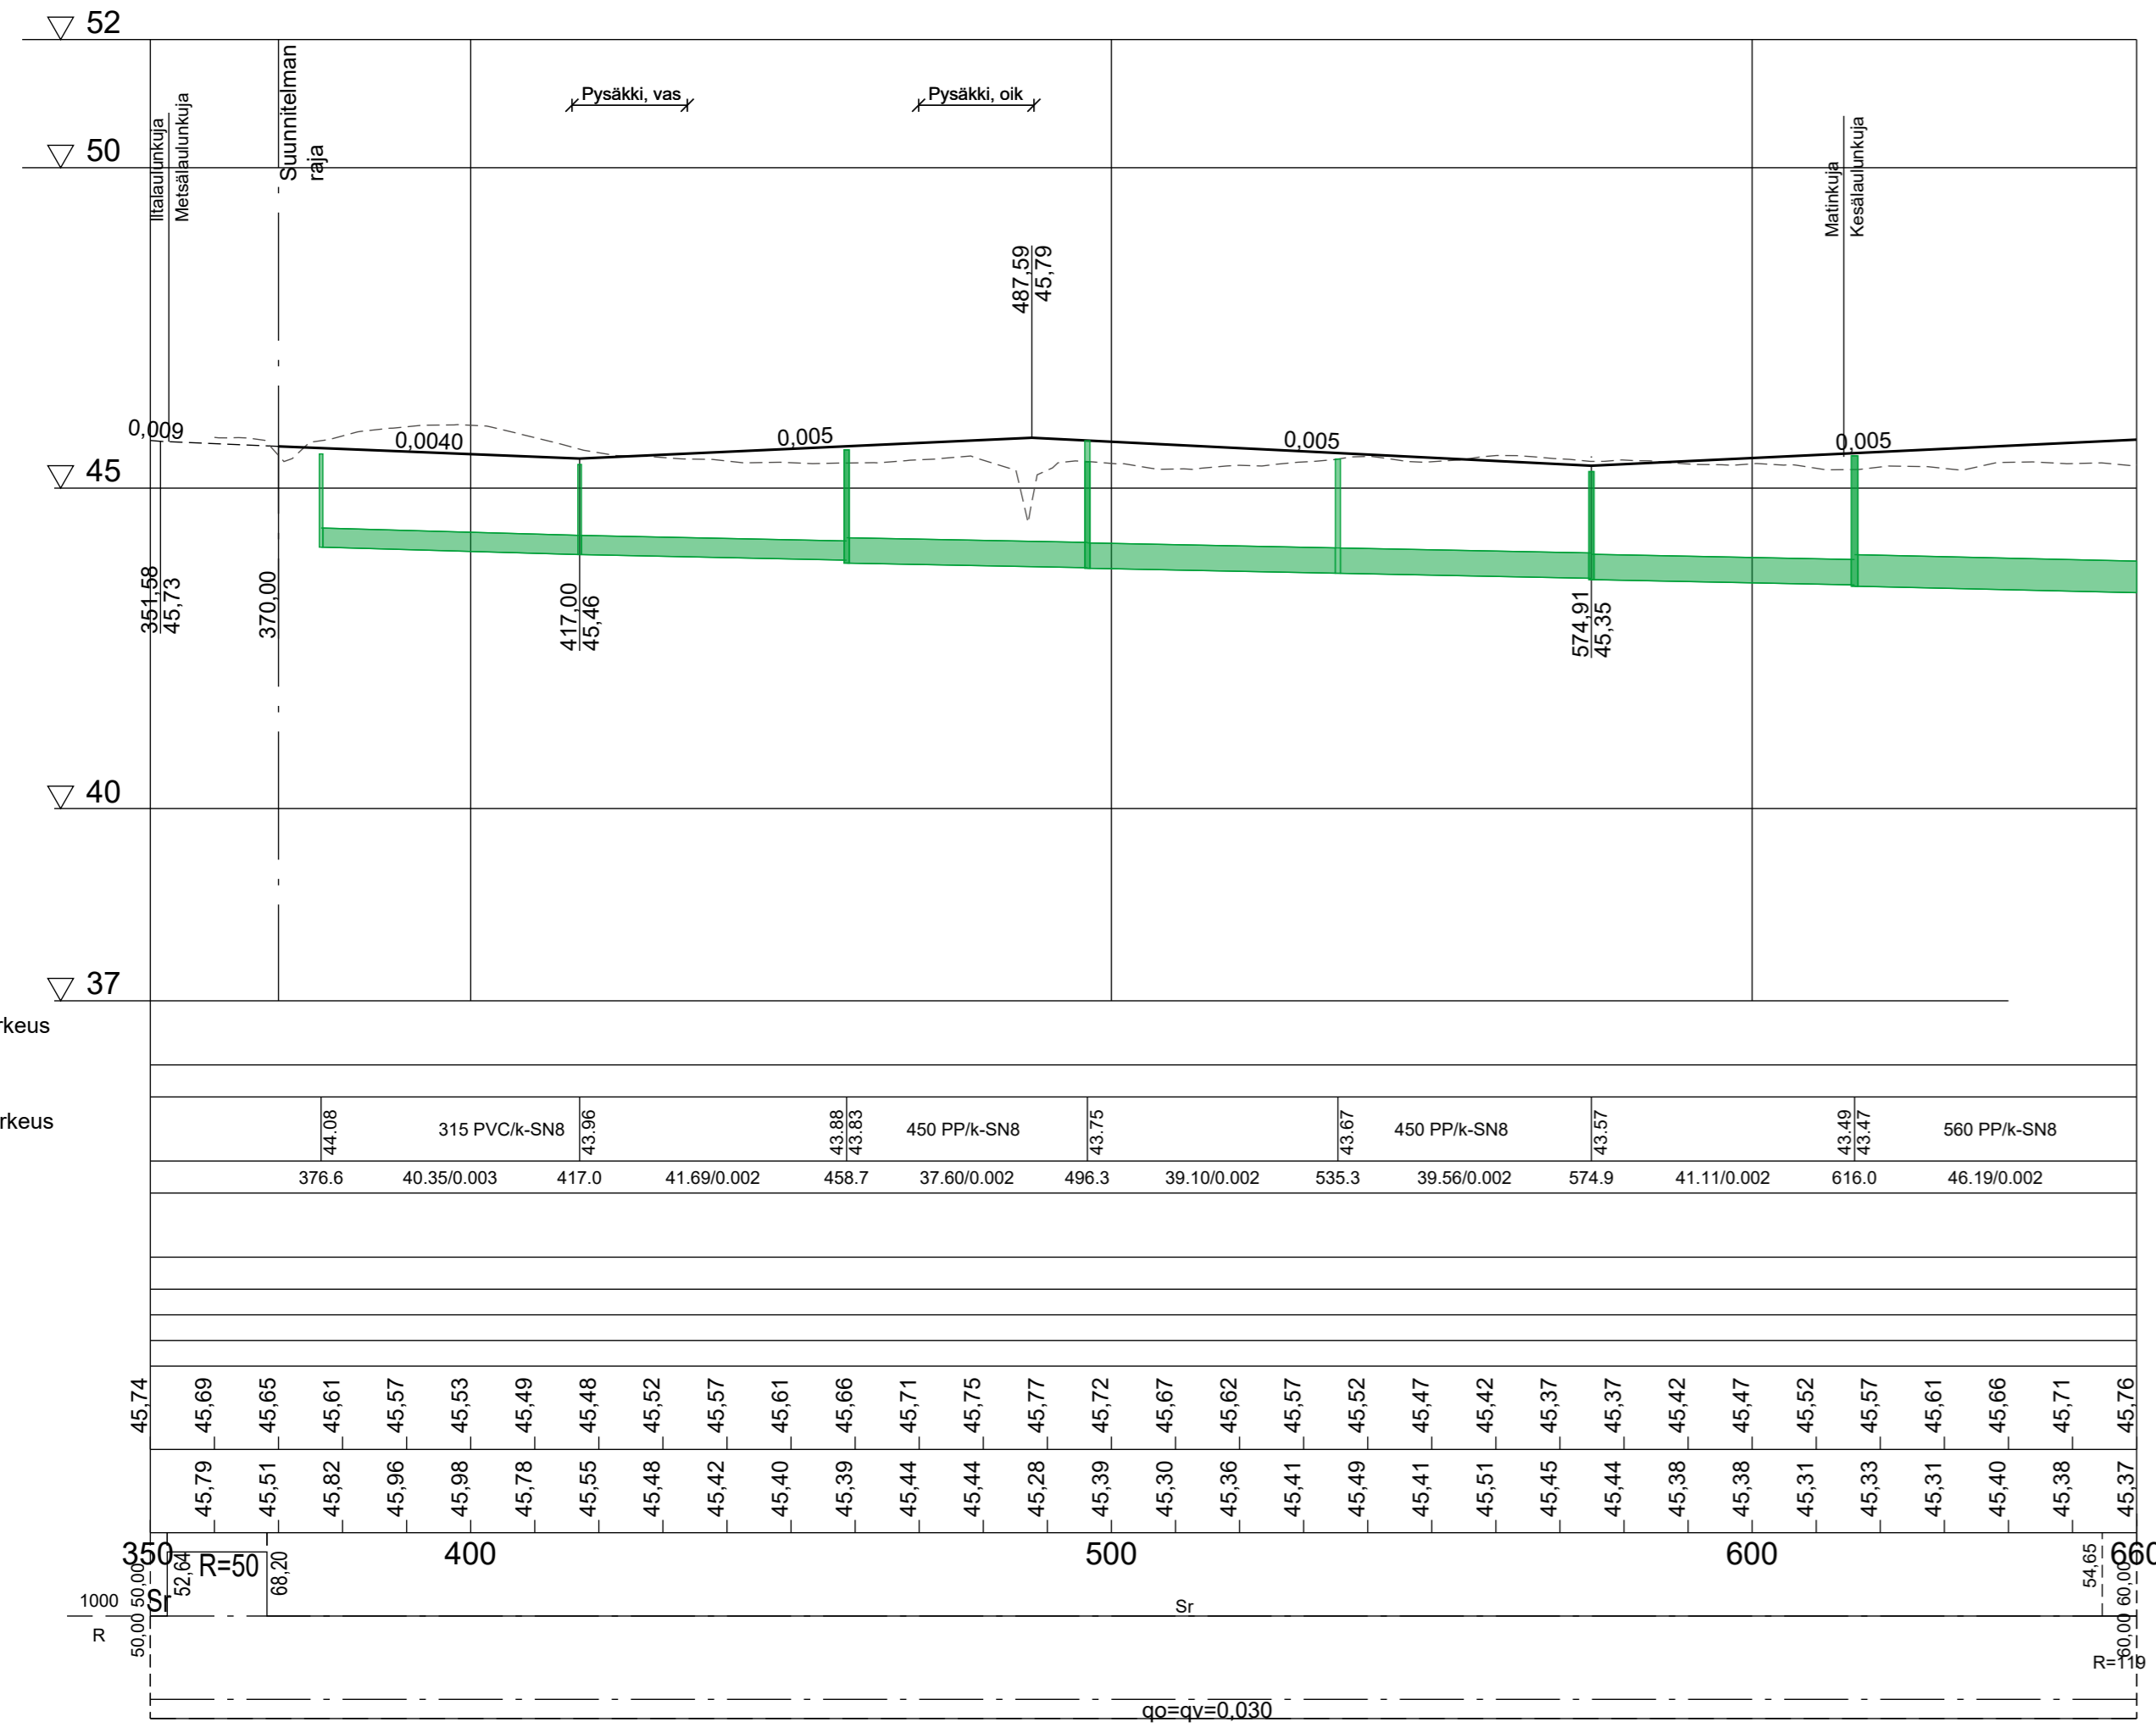 52
50
45
40
37
Iltalaulunkuja
Metsälaulunkuja
Suunnitelman
raja
Pysäkki, vas
Pysäkki, oik
Matinkuja
Kesälaulunkuja
487,59
45,79
0,009
0,0040
0,005
0,005
0,005
351,58
45,73
370,00
417,00
45,46
574,91
45,35
rkeus
rkeus
44.08
315 PVC/k-SN8
43.96
43.88
43.83
450 PP/k-SN8
43.75
43.67
450 PP/k-SN8
43.57
43.49
43.47
560 PP/k-SN8
376.6 40.35/0.003 417.0 41.69/0.002 458.7 37.60/0.002 496.3 39.10/0.002 535.3 39.56/0.002 574.9 41.11/0.002 616.0 46.19/0.002
45,74 45,69 45,65 45,61 45,57 45,53 45,49 45,48 45,52 45,57 45,61 45,66 45,71 45,75 45,77 45,72 45,67 45,62 45,57 45,52 45,47 45,42 45,37 45,37 45,42 45,47 45,52 45,57 45,61 45,66 45,71 45,76
45,79 45,51 45,82 45,96 45,98 45,78 45,55 45,48 45,42 45,40 45,39 45,44 45,44 45,28 45,39 45,30 45,36 45,41 45,49 45,41 45,51 45,45 45,44 45,38 45,38 45,31 45,33 45,31 45,40 45,38 45,37
350 400 500 600 660
50,00 50,00
52,64
R=50
68,20
54,65
60,00 60,00
1000
R
Sr
Sr
R=119
qo=qv=0,030